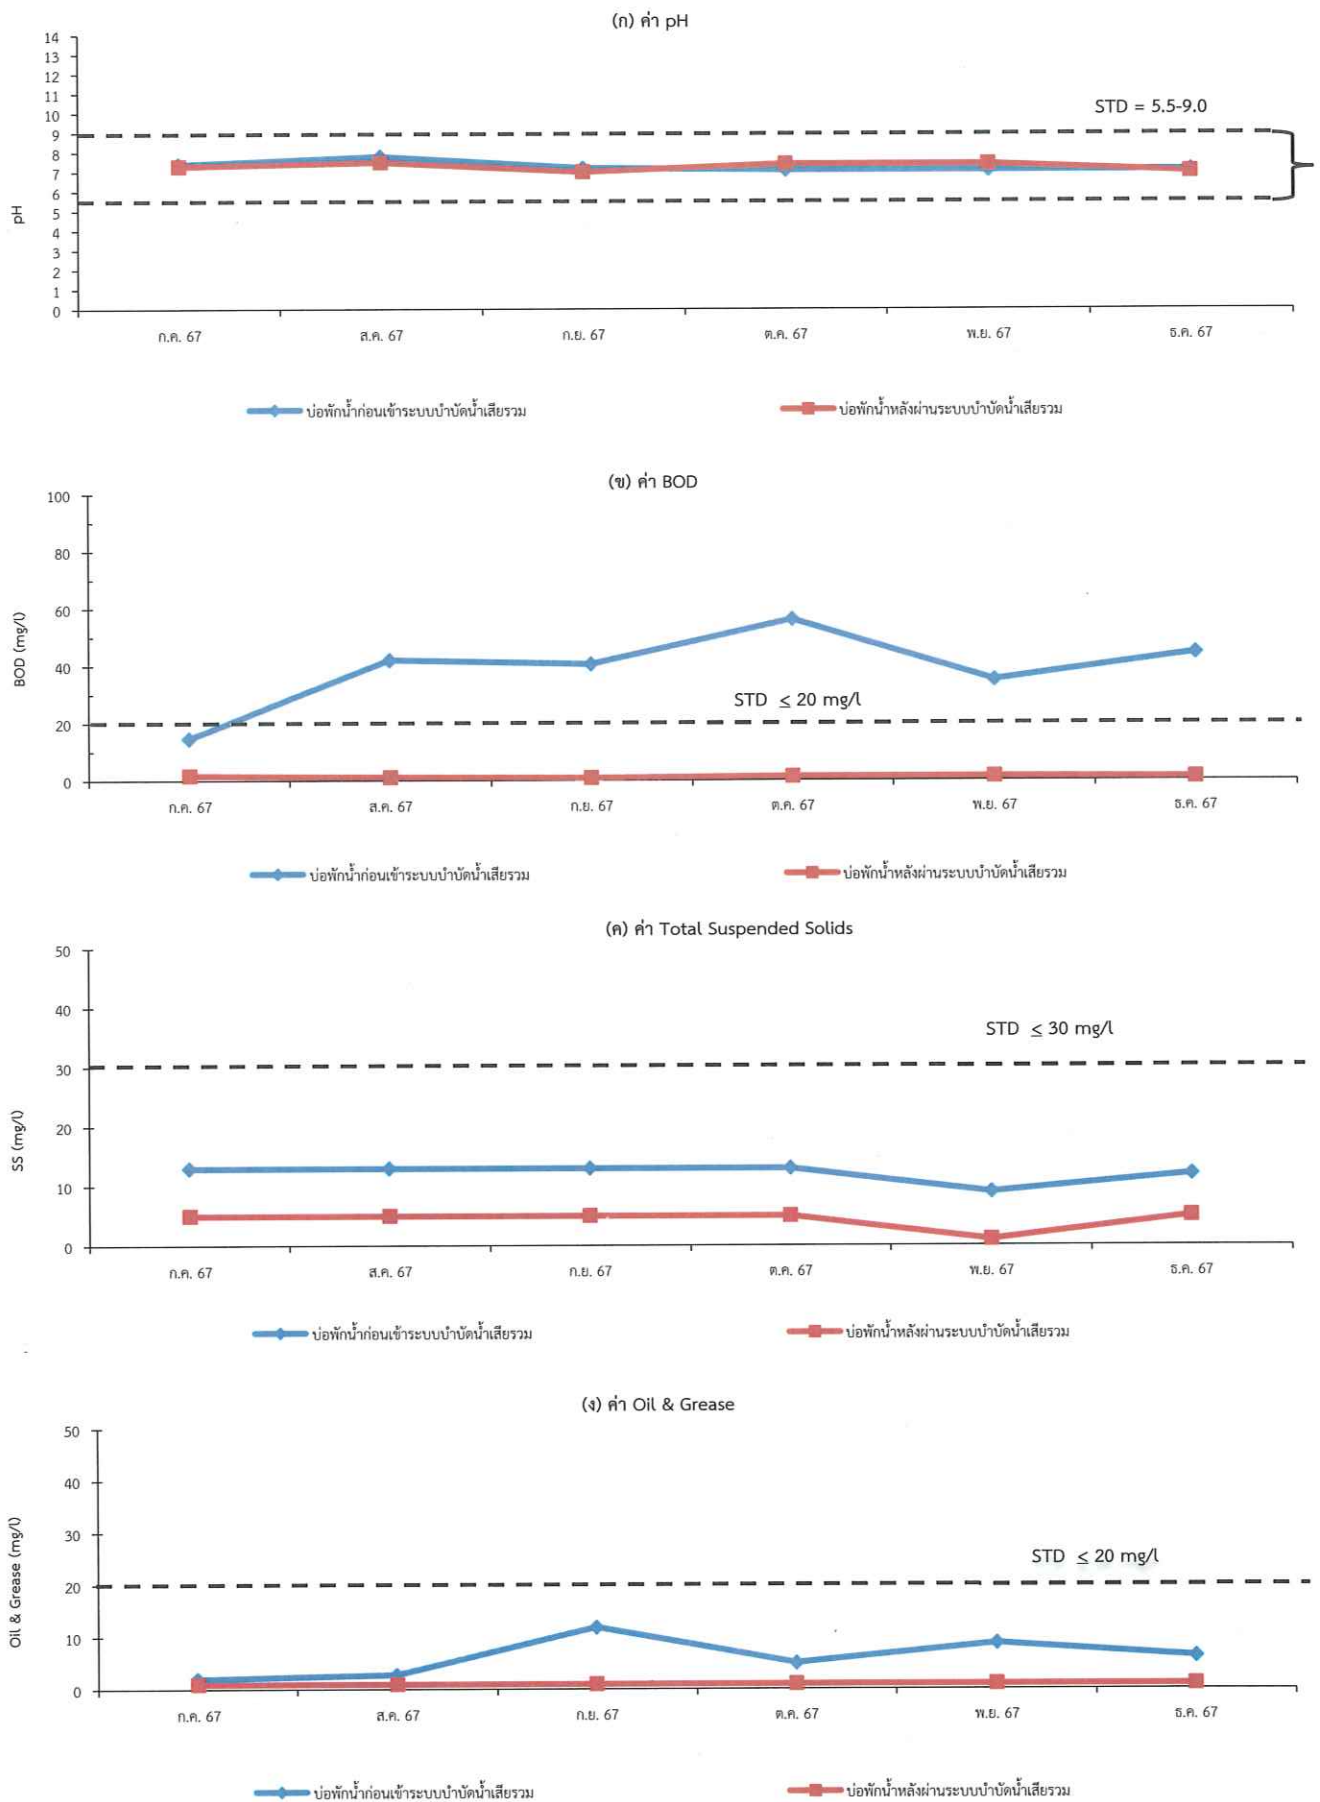 (ก) ค่า pH
14
13
12
11
10
9
8
7
6
5
4
3
2
1
0
pH
STD = 5.5-9.0
ก.ค. 67 ส.ค. 67 ก.ย. 67 ต.ค. 67 พ.ย. 67 ธ.ค. 67
บ่อพักน้ำก่อนเข้าระบบบำบัดน้ำเสียรวม บ่อพักน้ำหลังผ่านระบบบำบัดน้ำเสียรวม
(ข) ค่า BOD
100
80
60
40
20
0
BOD (mg/l)
STD ≤ 20 mg/l
ก.ค. 67 ส.ค. 67 ก.ย. 67 ต.ค. 67 พ.ย. 67 ธ.ค. 67
บ่อพักน้ำก่อนเข้าระบบบำบัดน้ำเสียรวม บ่อพักน้ำหลังผ่านระบบบำบัดน้ำเสียรวม
(ค) ค่า Total Suspended Solids
50
40
30
20
10
0
SS (mg/l)
STD ≤ 30 mg/l
ก.ค. 67 ส.ค. 67 ก.ย. 67 ต.ค. 67 พ.ย. 67 ธ.ค. 67
บ่อพักน้ำก่อนเข้าระบบบำบัดน้ำเสียรวม บ่อพักน้ำหลังผ่านระบบบำบัดน้ำเสียรวม
(ง) ค่า Oil & Grease
50
40
30
20
10
0
Oil & Grease (mg/l)
STD ≤ 20 mg/l
ก.ค. 67 ส.ค. 67 ก.ย. 67 ต.ค. 67 พ.ย. 67 ธ.ค. 67
บ่อพักน้ำก่อนเข้าระบบบำบัดน้ำเสียรวม บ่อพักน้ำหลังผ่านระบบบำบัดน้ำเสียรวม